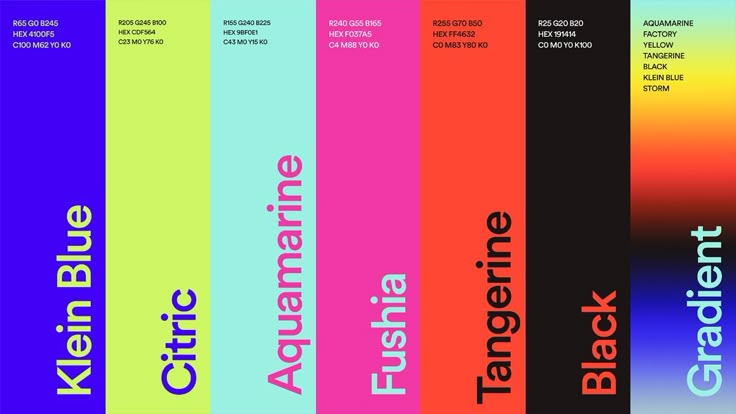 R65 G0 B245
HEX 4100F5
C100 M62 Y0 K0
Klein Blue
R205 G245 B100
HEX CDF564
C23 M0 Y76 K0
Citric
R155 G240 B225
HEX 9BF0E1
C43 M0 Y15 K0
Aquamarine
R240 G55 B165
HEX F037A5
C4 M88 Y0 K0
Fushia
R255 G70 B50
HEX FF4632
C0 M83 Y80 K0
Tangerine
R25 G20 B20
HEX 191414
C0 M0 Y0 K100
Black
AQUAMARINE
FACTORY
YELLOW
TANGERINE
BLACK
KLEIN BLUE
STORM
Gradient